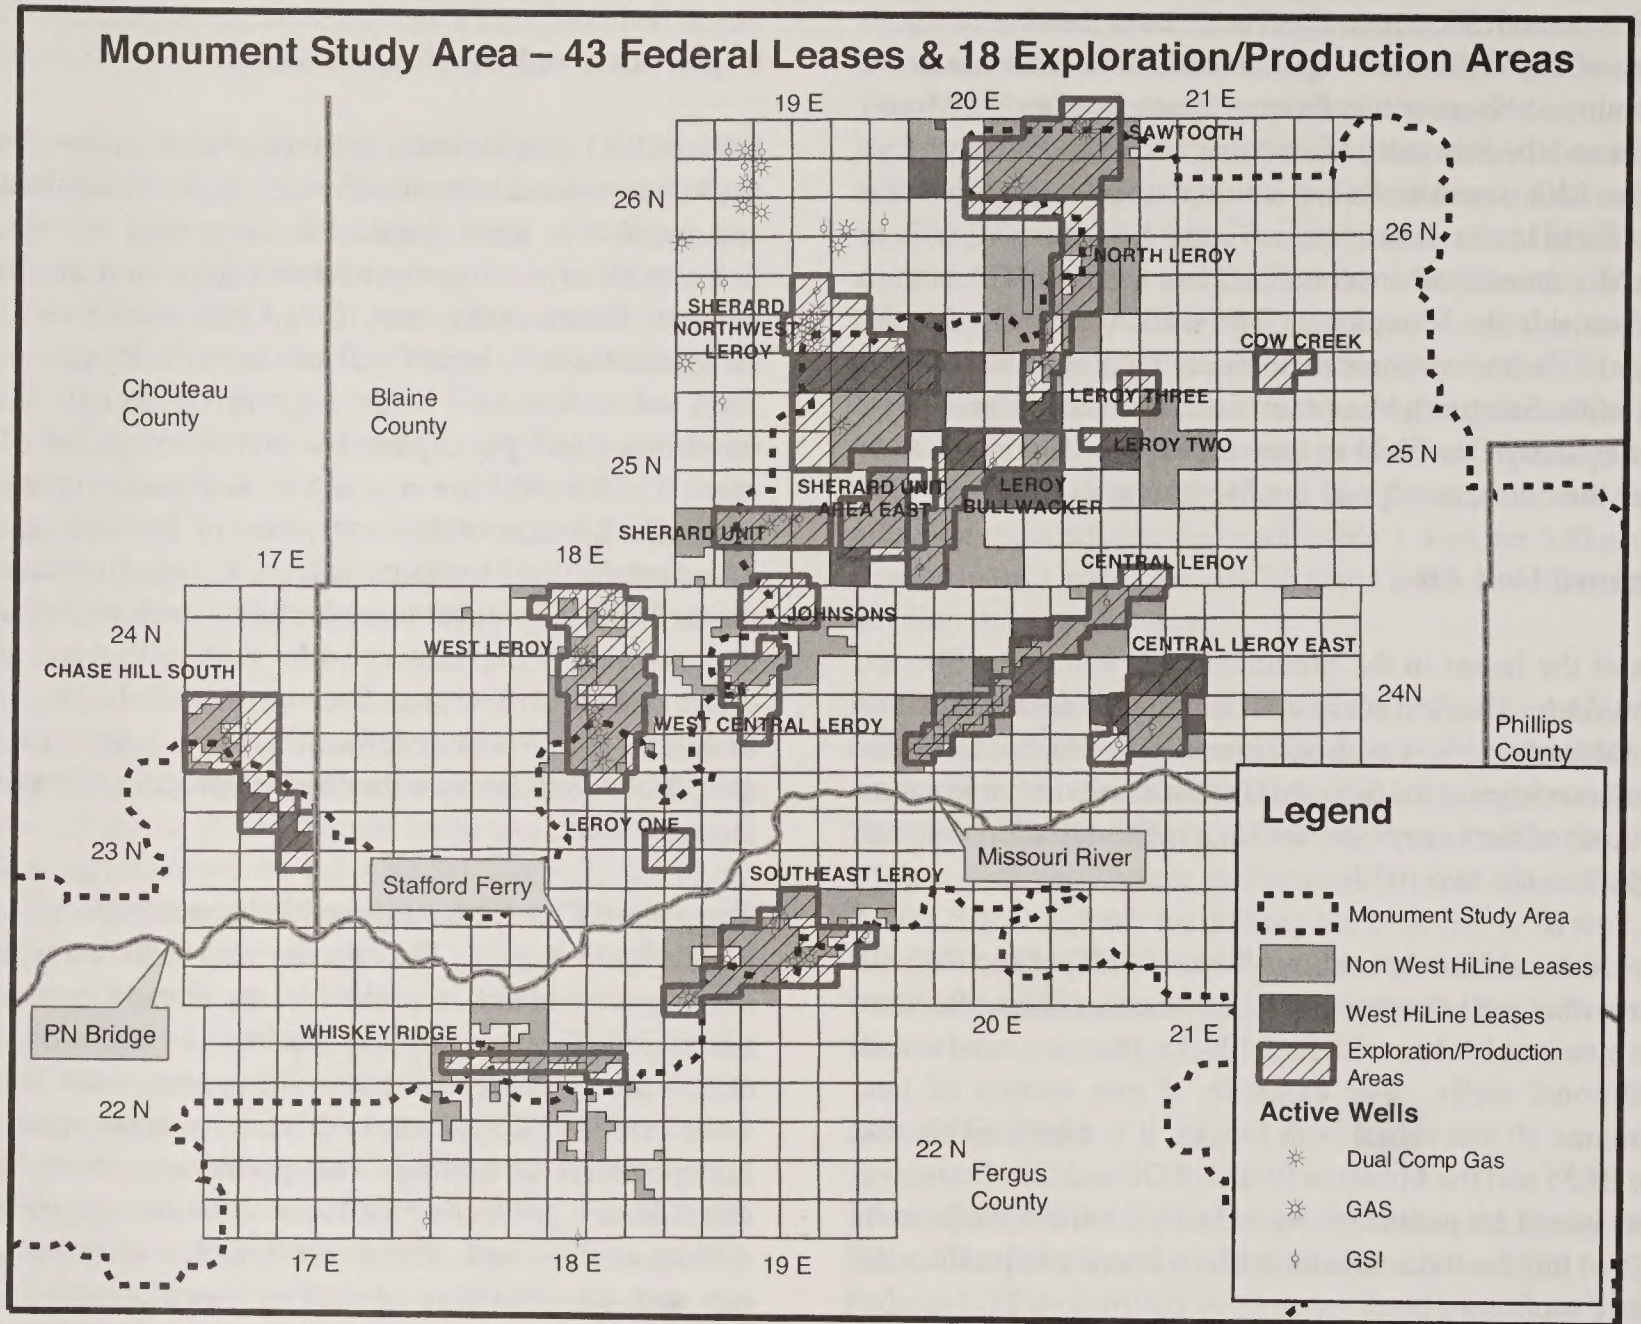 Monument Study Area – 43 Federal Leases & 18 Exploration/Production Areas
19 E
20 E
21 E
SAWTOOTH
26 N
26 N
NORTH LEROY
SHERARD
NORTHWEST
LEROY
COW CREEK
Chouteau
County
Blaine
County
LEROY THREE
LEROY TWO
25 N
25 N
SHERARD UNIT
AREA EAST
LEROY
BULLWACKER
SHERARD UNIT
17 E
18 E
CENTRAL LEROY
JOHNSONS
24 N
WEST LEROY
CENTRAL LEROY EAST
CHASE HILL SOUTH
24N
WEST CENTRAL LEROY
Phillips
County
LEROY ONE
23 N
Stafford Ferry
Missouri River
SOUTHEAST LEROY
PN Bridge
WHISKEY RIDGE
20 E
21 E
22 N
22 N
Fergus
County
17 E
18 E
19 E
Legend
Monument Study Area
Non West HiLine Leases
West HiLine Leases
Exploration/Production
Areas
Active Wells
Dual Comp Gas
GAS
GSI